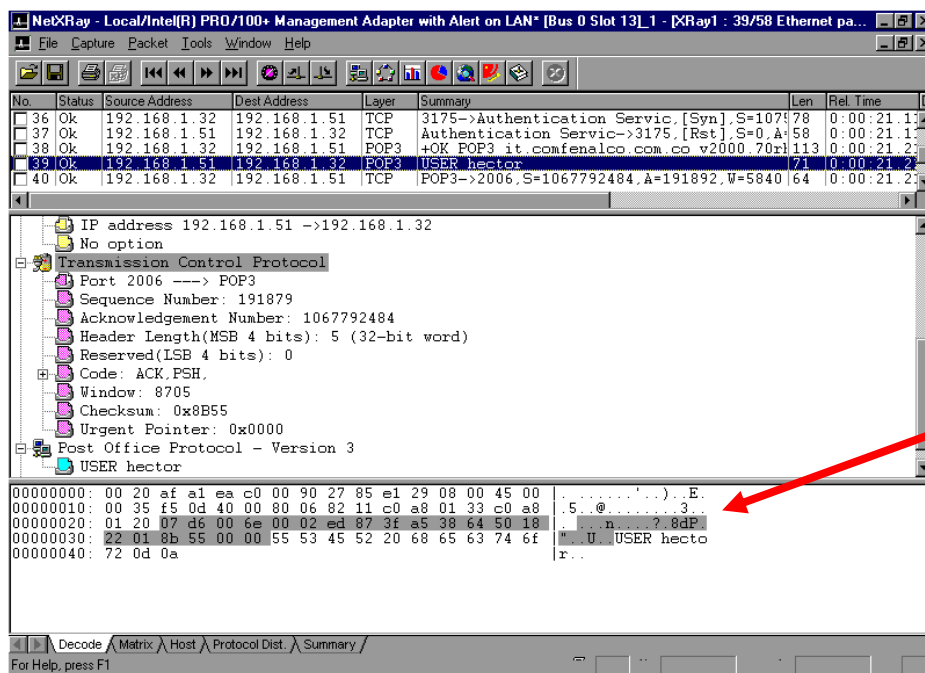 NetXRay - Local/Intel(R) PRO/100+ Management Adapter with Alert on LAN* [Bus 0 Slot 13]_1 - [XRay1 : 39/58 Ethernet pa...
File Capture Packet Tools Window Help
No. Status Source Address Dest Address Layer Summary Len Rel. Time
36 Ok 192.168.1.32 192.168.1.51 TCP 3175->Authentication Servic,[Syn],S=107 78 0:00:21.1
37 Ok 192.168.1.51 192.168.1.32 TCP Authentication Servic->3175,[Rst],S=0,A 58 0:00:21.1
38 Ok 192.168.1.32 192.168.1.51 POP3 +OK POP3 it.comfenalco.com.co v2000.70r 113 0:00:21.2
39 Ok 192.168.1.51 192.168.1.32 POP3 USER hector 71 0:00:21.2
40 Ok 192.168.1.32 192.168.1.51 TCP POP3->2006,S=1067792484,A=191892,W=5840 64 0:00:21.2
IP address 192.168.1.51 ->192.168.1.32
No option
Transmission Control Protocol
Port 2006 ---> POP3
Sequence Number: 191879
Acknowledgement Number: 1067792484
Header Length(MSB 4 bits): 5 (32-bit word)
Reserved(LSB 4 bits): 0
Code: ACK,PSH,
Window: 8705
Checksum: 0x8B55
Urgent Pointer: 0x0000
Post Office Protocol - Version 3
USER hector
00000000: 00 20 af a1 ea c0 00 90 27 85 e1 29 08 00 45 00 |. .......'..)..E.
00000010: 00 35 f5 0d 40 00 80 06 82 11 c0 a8 01 33 c0 a8 |.5..@........3..
00000020: 01 20 07 d6 00 6e 00 02 ed 87 3f a5 38 64 50 18 |. ...n....?.8dP.
00000030: 22 01 8b 55 00 00 55 53 45 52 20 68 65 63 74 6f |"..U..USER hecto
00000040: 72 0d 0a |r..
Decode Matrix Host Protocol Dist. Summary
For Help, press F1